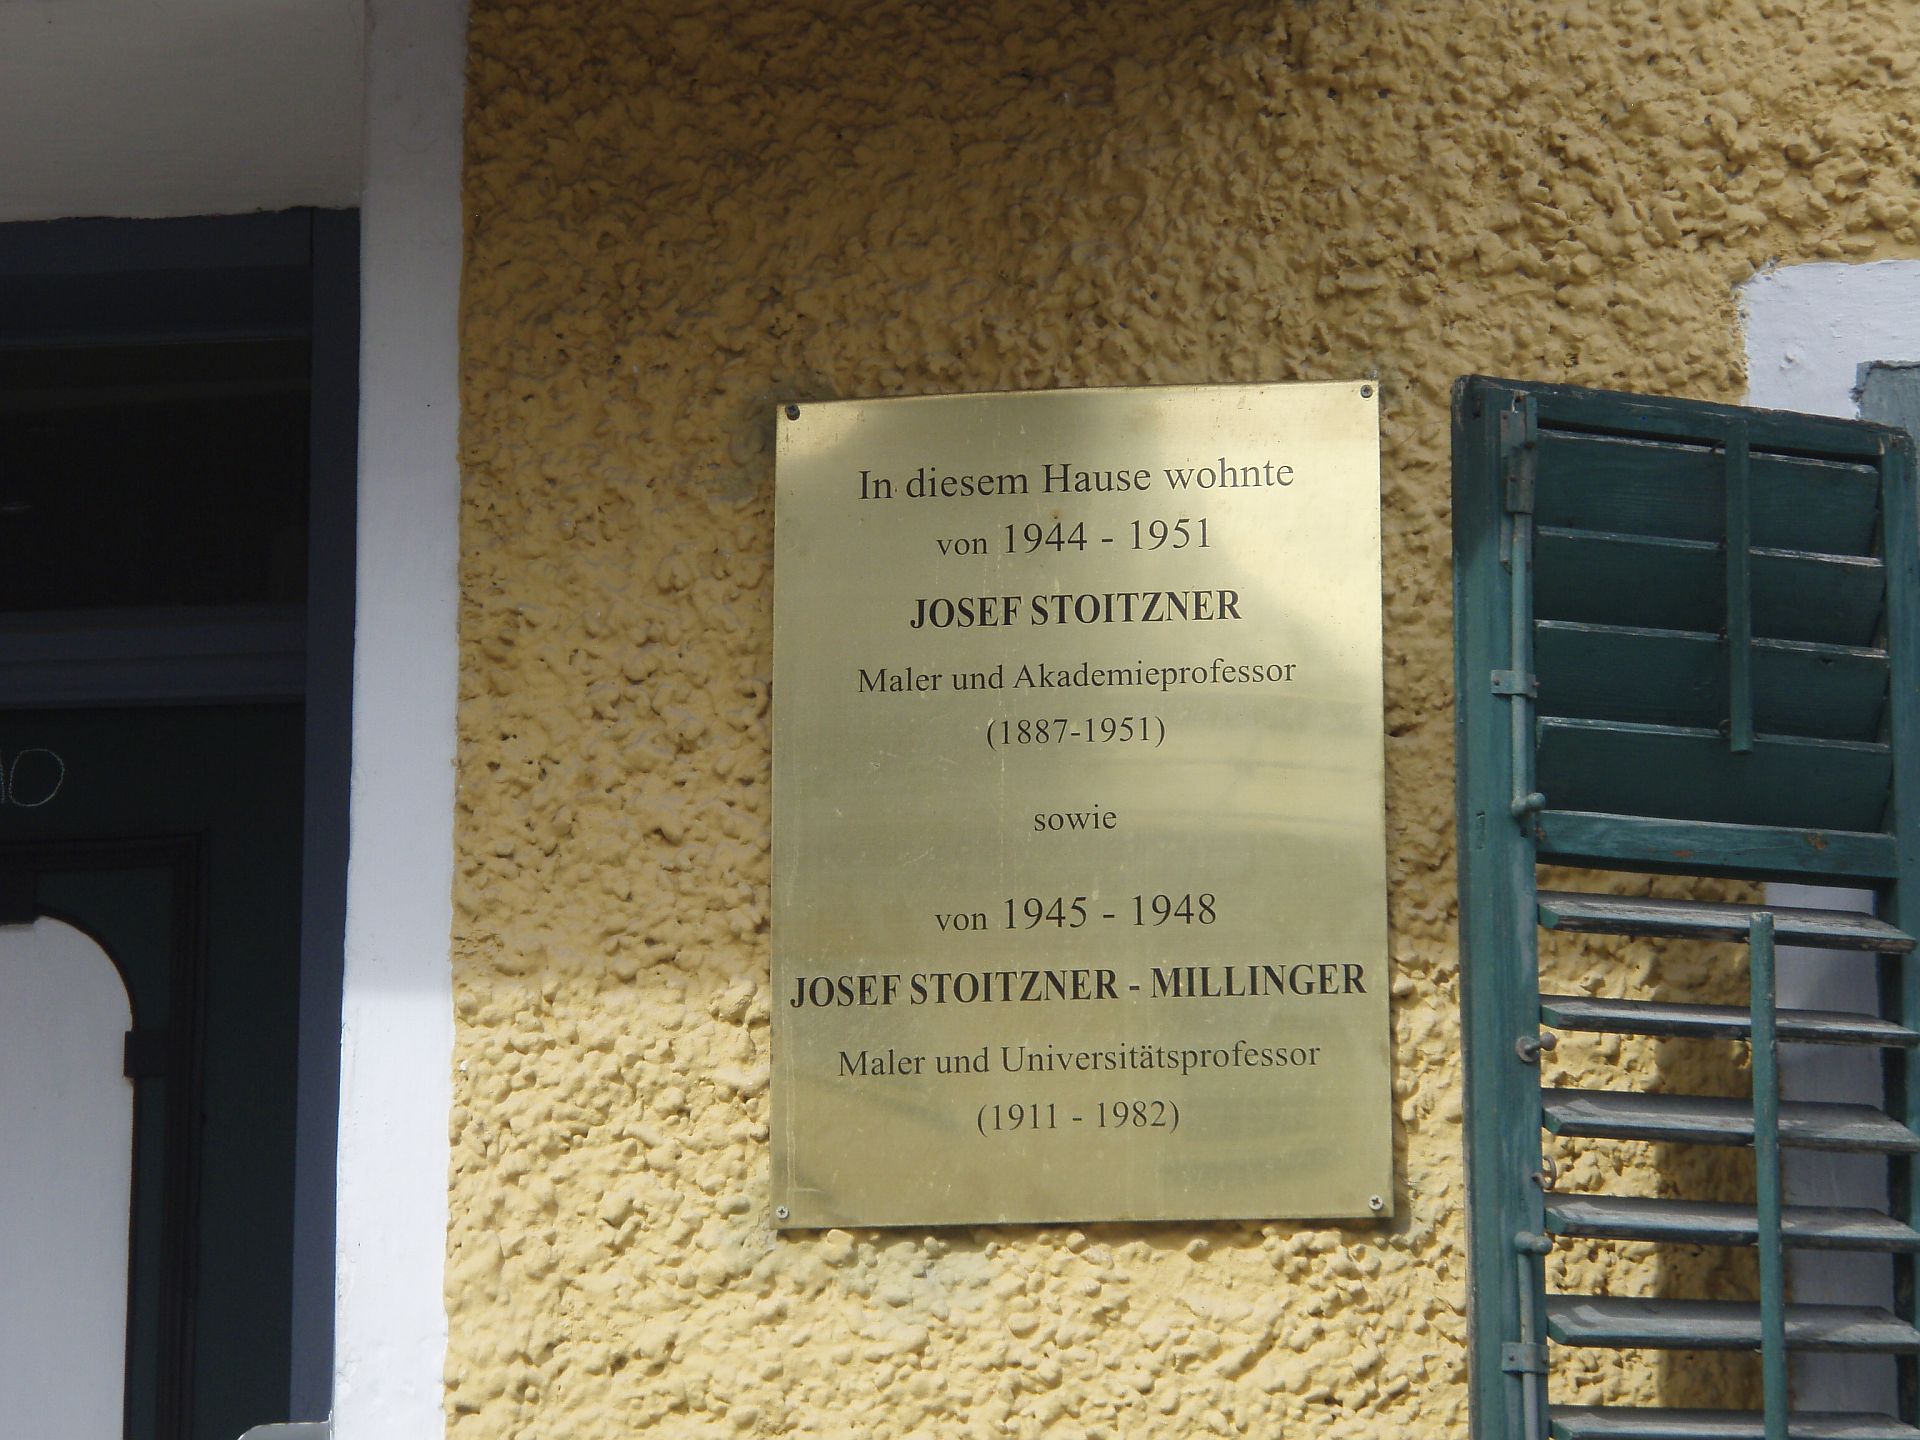 In diesem Hause wohnte
von 1944 - 1951
JOSEF STOITZNER
Maler und Akademieprofessor
(1887-1951)
sowie
von 1945 - 1948
JOSEF STOITZNER - MILLINGER
Maler und Universitätsprofessor
(1911 - 1982)